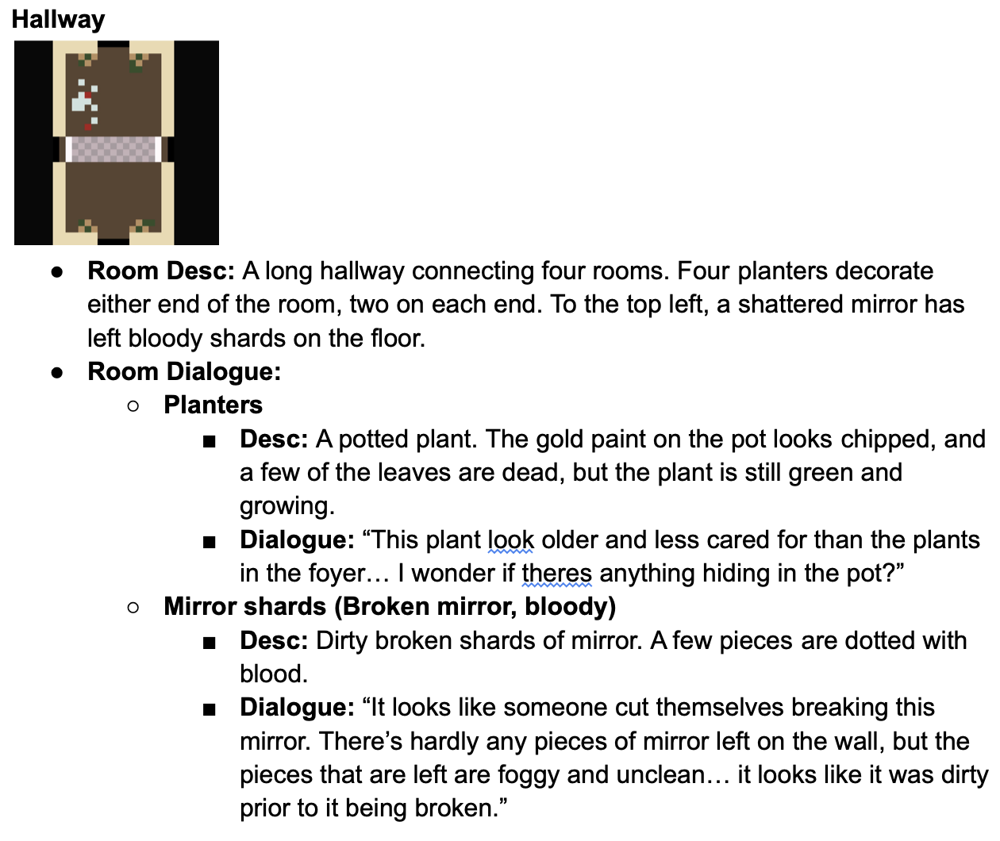 Hallway
● Room Desc: A long hallway connecting four rooms. Four planters decorate
either end of the room, two on each end. To the top left, a shattered mirror has
left bloody shards on the floor.
● Room Dialogue:
○ Planters
■ Desc: A potted plant. The gold paint on the pot looks chipped, and
a few of the leaves are dead, but the plant is still green and
growing.
■ Dialogue: “This plant look older and less cared for than the plants
in the foyer… I wonder if theres anything hiding in the pot?”
○ Mirror shards (Broken mirror, bloody)
■ Desc: Dirty broken shards of mirror. A few pieces are dotted with
blood.
■ Dialogue: “It looks like someone cut themselves breaking this
mirror. There’s hardly any pieces of mirror left on the wall, but the
pieces that are left are foggy and unclean… it looks like it was dirty
prior to it being broken.”